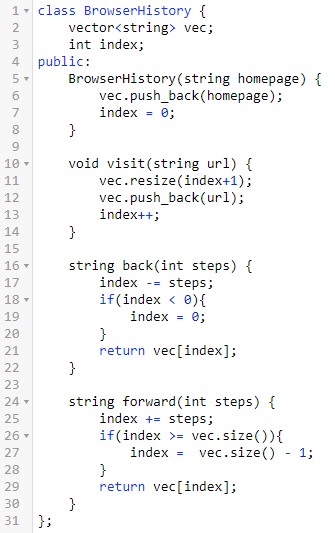 1 class BrowserHistory {
2     vector<string> vec;
3     int index;
4 public:
5     BrowserHistory(string homepage) {
6         vec.push_back(homepage);
7         index = 0;
8     }
9
10     void visit(string url) {
11         vec.resize(index+1);
12         vec.push_back(url);
13         index++;
14     }
15
16     string back(int steps) {
17         index -= steps;
18         if(index < 0){
19             index = 0;
20         }
21         return vec[index];
22     }
23
24     string forward(int steps) {
25         index += steps;
26         if(index >= vec.size()){
27             index =  vec.size() - 1;
28         }
29         return vec[index];
30     }
31 };